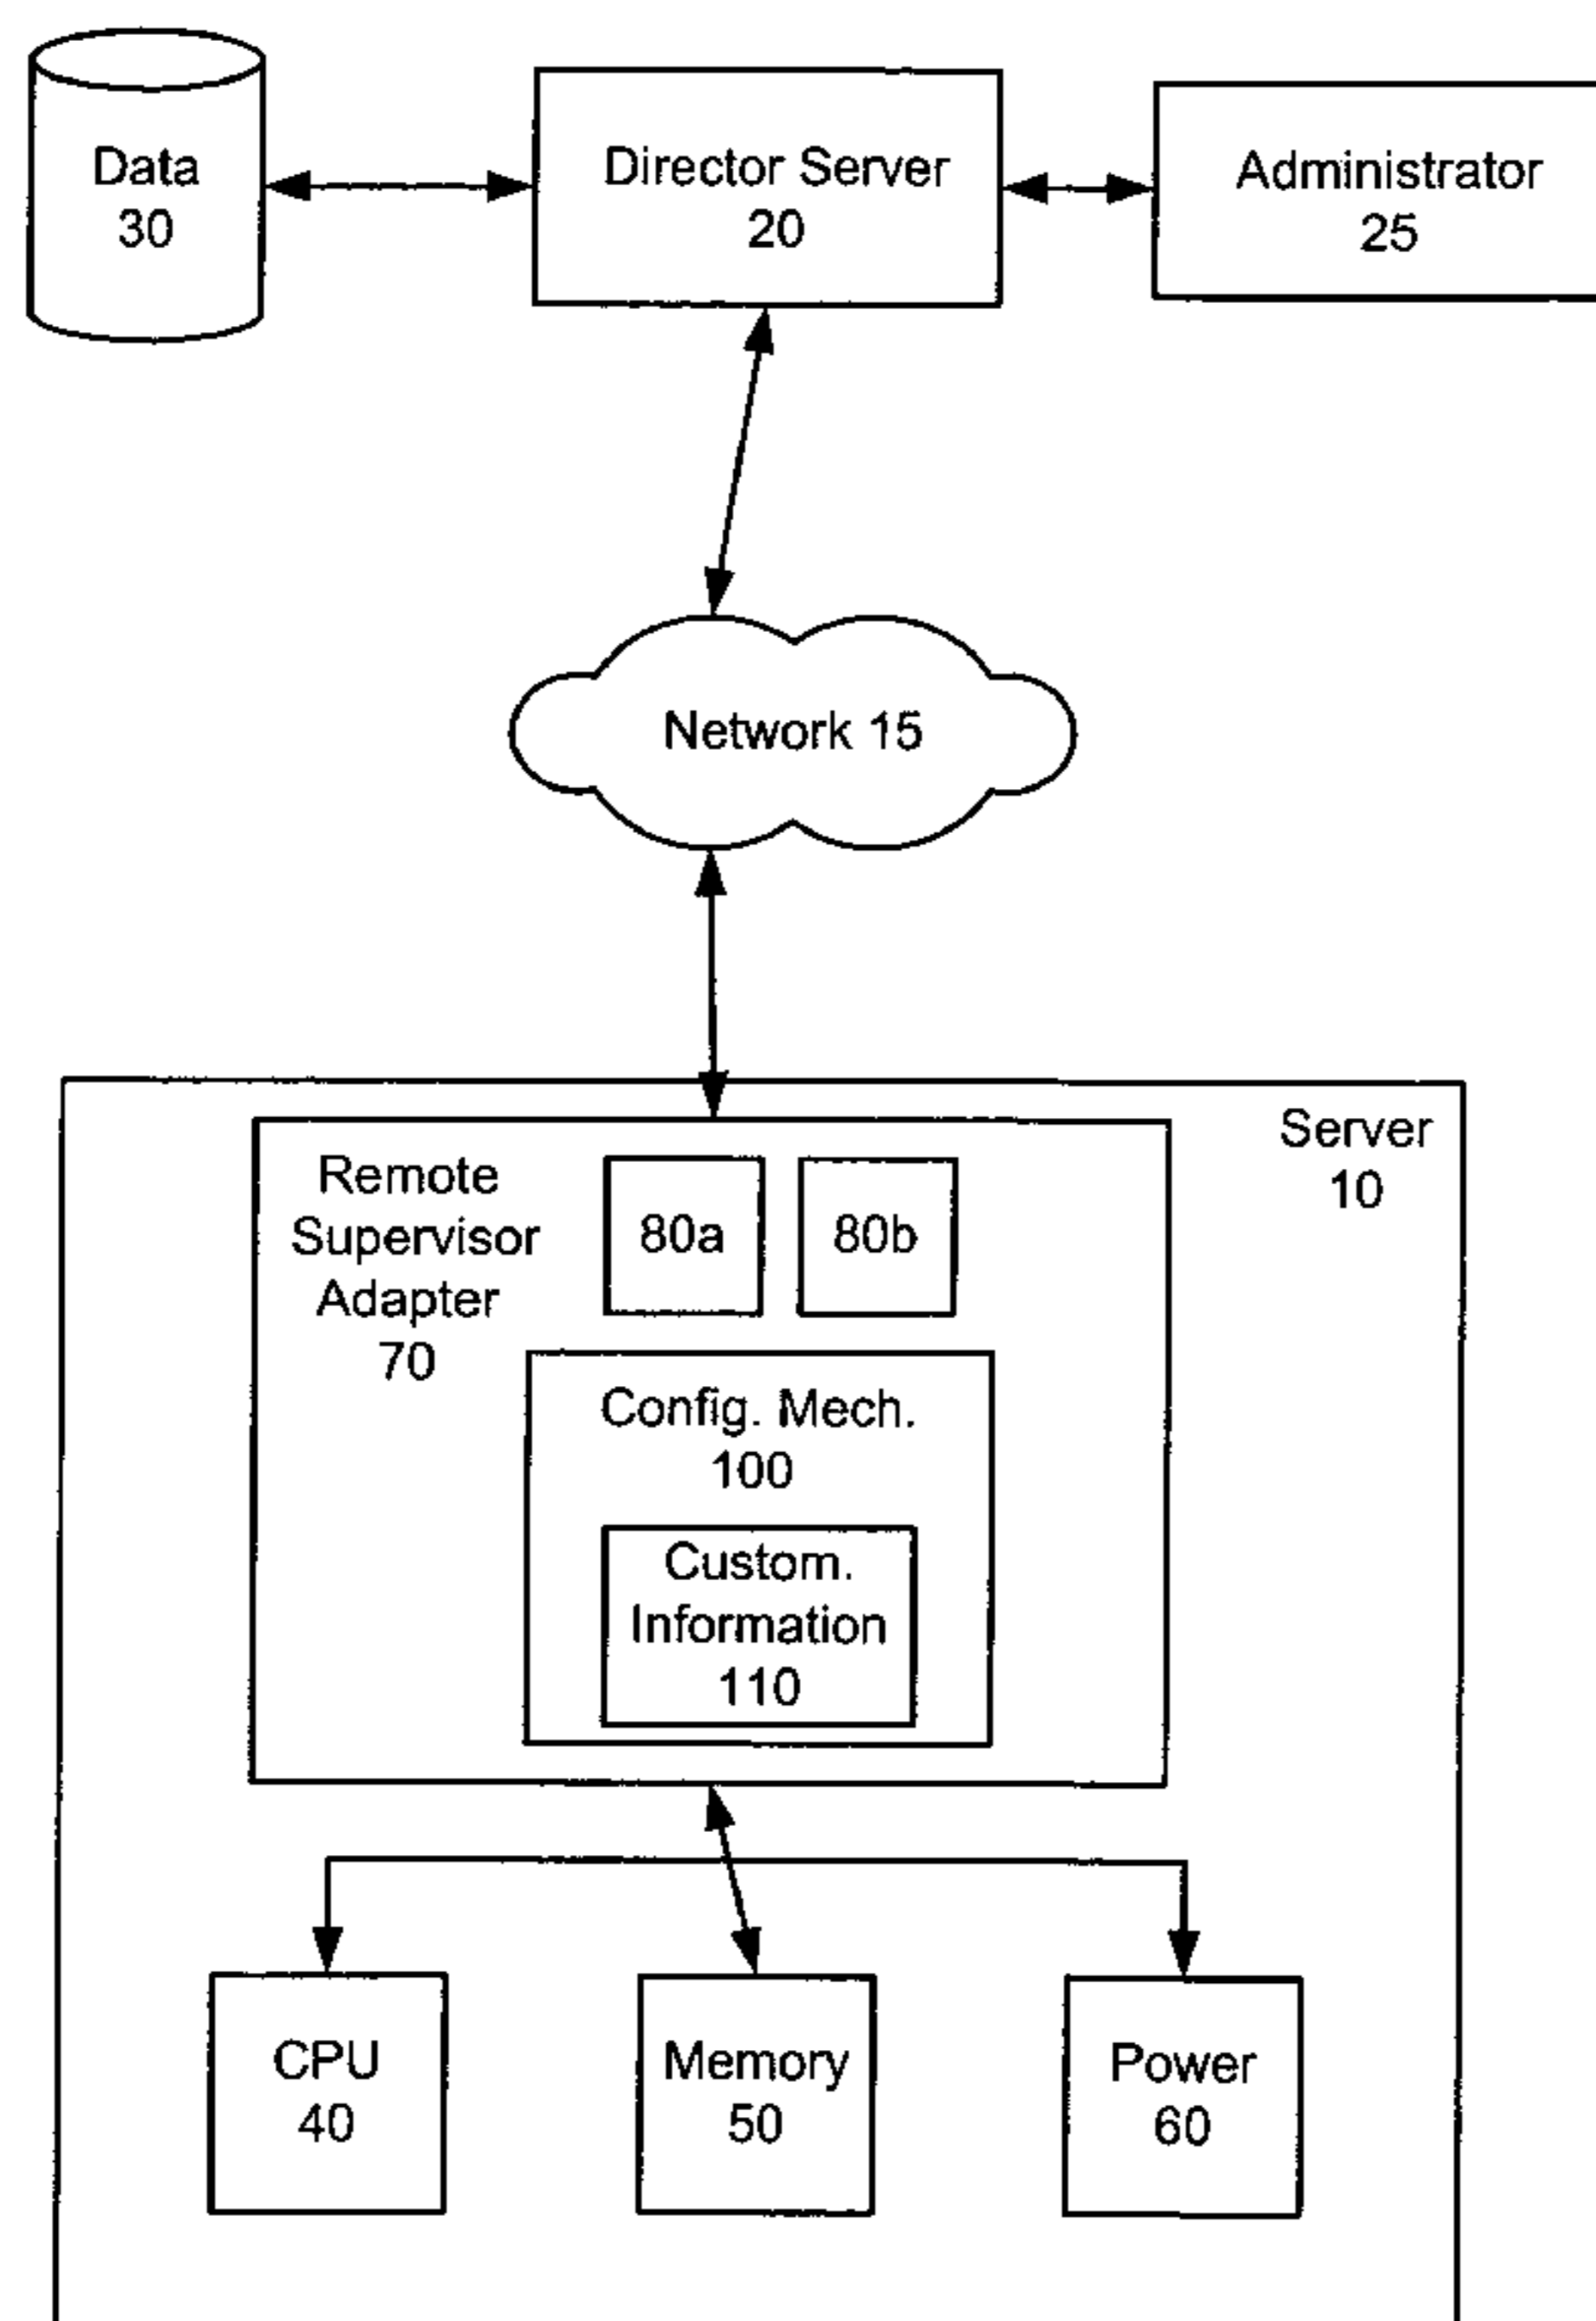 Data
30
Director Server
20
Administrator
25
Network 15
Server
10
Remote
Supervisor
Adapter
70
80a
80b
Config. Mech.
100
Custom.
Information
110
CPU
40
Memory
50
Power
60